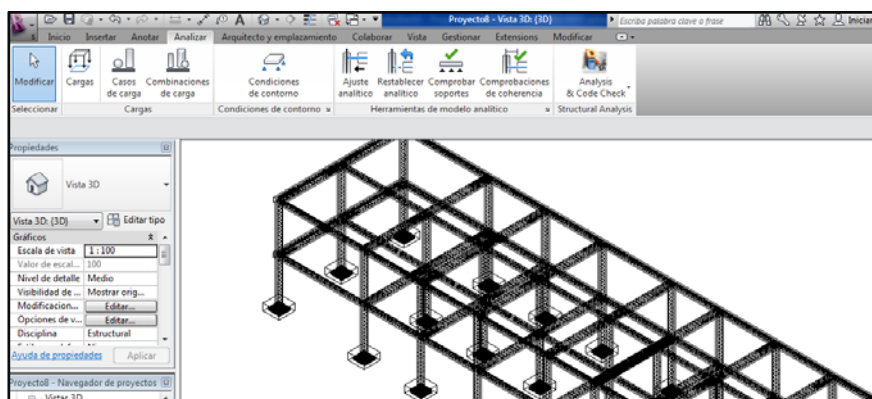 Proyecto8 - Vista 3D: {3D}
Escriba palabra clave o frase
Iniciar
Inicio Insertar Anotar Analizar Arquitecto y emplazamiento Colaborar Vista Gestionar Extensions Modificar
Modificar
Cargas
Casos de carga
Combinaciones de carga
Condiciones de contorno
Ajuste analítico
Restablecer analítico
Comprobar soportes
Comprobaciones de coherencia
Analysis & Code Check
Seleccionar
Cargas
Condiciones de contorno
Herramientas de modelo analítico
Structural Analysis
Propiedades
Vista 3D
Vista 3D: {3D}
Editar tipo
Gráficos
Escala de vista 1 : 100
Valor de escal... 100
Nivel de detalle Medio
Visibilidad de ... Mostrar orig...
Modificacion... Editar...
Opciones de v... Editar...
Disciplina Estructural
Ayuda de propiedades
Aplicar
Proyecto8 - Navegador de proyectos
Vistas 3D